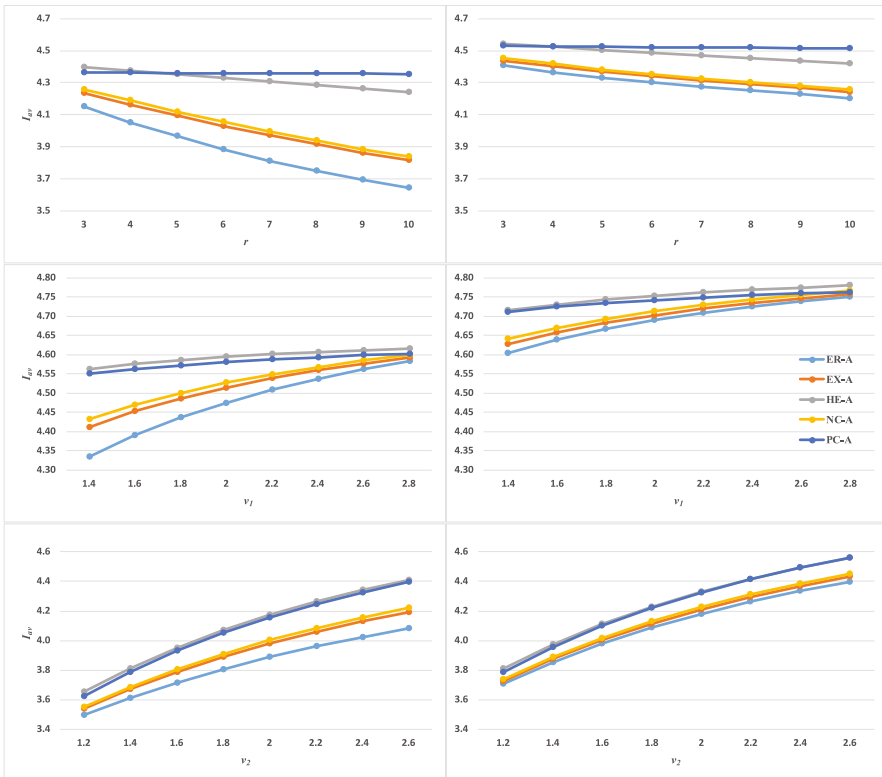 4.7
4.5
4.3
4.1
3.9
3.7
3.5
I_av
3 4 5 6 7 8 9 10
r
4.7
4.5
4.3
4.1
3.9
3.7
3.5
3 4 5 6 7 8 9 10
r
4.80
4.75
4.70
4.65
4.60
4.55
4.50
4.45
4.40
4.35
4.30
I_av
1.4 1.6 1.8 2 2.2 2.4 2.6 2.8
v_1
4.80
4.75
4.70
4.65
4.60
4.55
4.50
4.45
4.40
4.35
4.30
1.4 1.6 1.8 2 2.2 2.4 2.6 2.8
v_1
ER-A
EX-A
HE-A
NC-A
PC-A
4.6
4.4
4.2
4.0
3.8
3.6
3.4
I_av
1.2 1.4 1.6 1.8 2 2.2 2.4 2.6
v_2
4.6
4.4
4.2
4.0
3.8
3.6
3.4
1.2 1.4 1.6 1.8 2 2.2 2.4 2.6
v_2